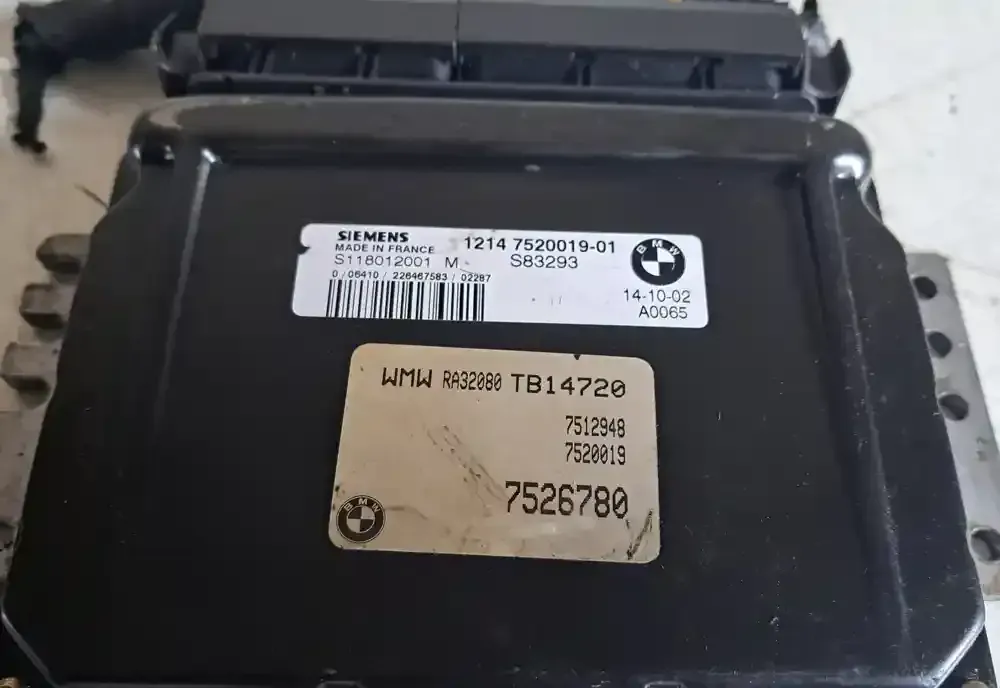 SIEMENS
MADE IN FRANCE
1214 7520019-01
S118012001 M
S83293
BMW
0 / 06410 / 226467583 / 02287
14-10-02
A0065
WMW RA32080 TB14720
7512948
7520019
7526780
BMW